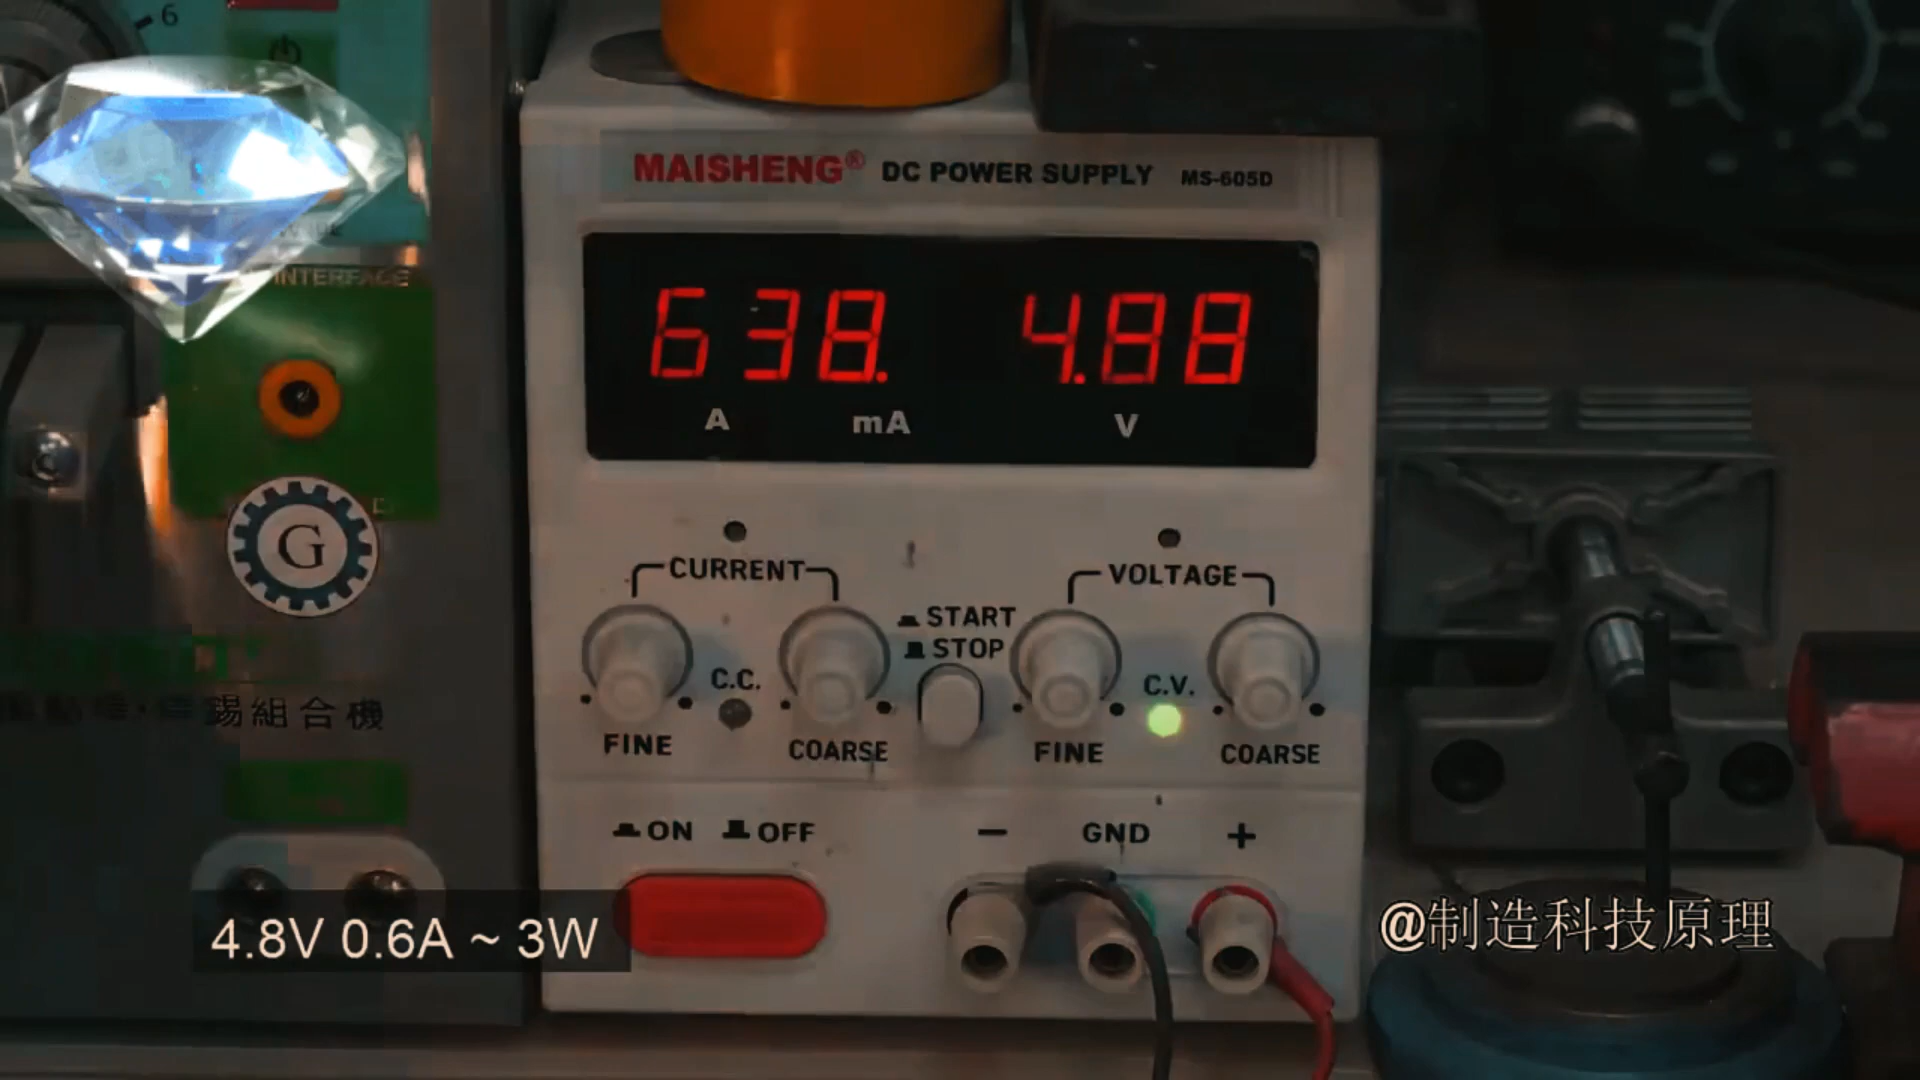 6
INTERFACE
G
錫組合機
MAISHENG® DC POWER SUPPLY MS-605D
638. 4.88
A mA V
CURRENT VOLTAGE
START
STOP
C.C. C.V.
FINE COARSE FINE COARSE
ON OFF − GND +
4.8V 0.6A ~ 3W
@制造科技原理